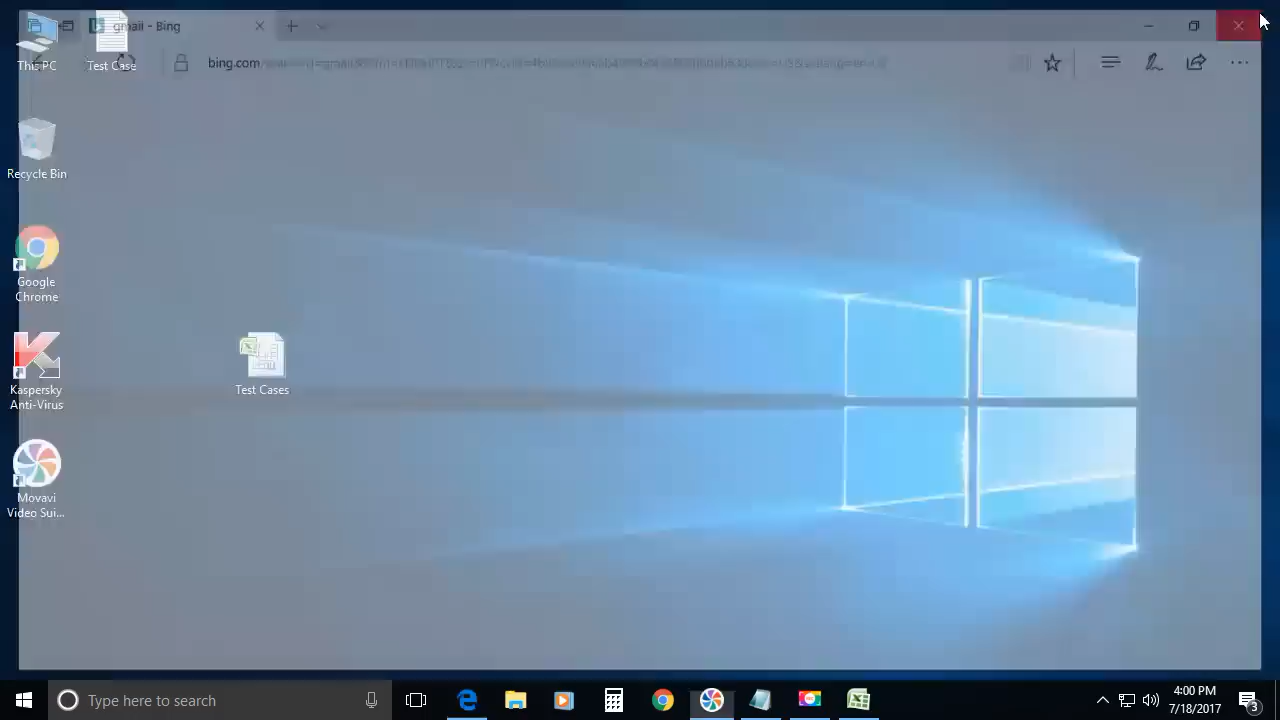 gmail - Bing
This PC
Test Case
bing.com
Recycle Bin
Google
Chrome
Kaspersky
Anti-Virus
Test Cases
Movavi
Video Sui...
Type here to search
4:00 PM
7/18/2017
3